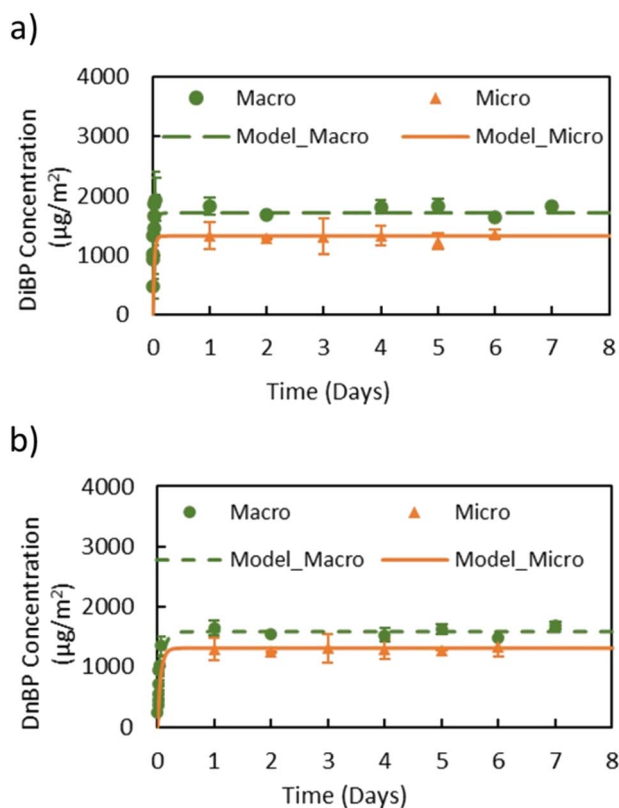 a)
4000
3000
2000
1000
0
DiBP Concentration
(µg/m²)
Macro
Micro
Model_Macro
Model_Micro
0 1 2 3 4 5 6 7 8
Time (Days)
b)
4000
3000
2000
1000
0
DnBP Concentration
(µg/m²)
Macro
Micro
Model_Macro
Model_Micro
0 1 2 3 4 5 6 7 8
Time (Days)